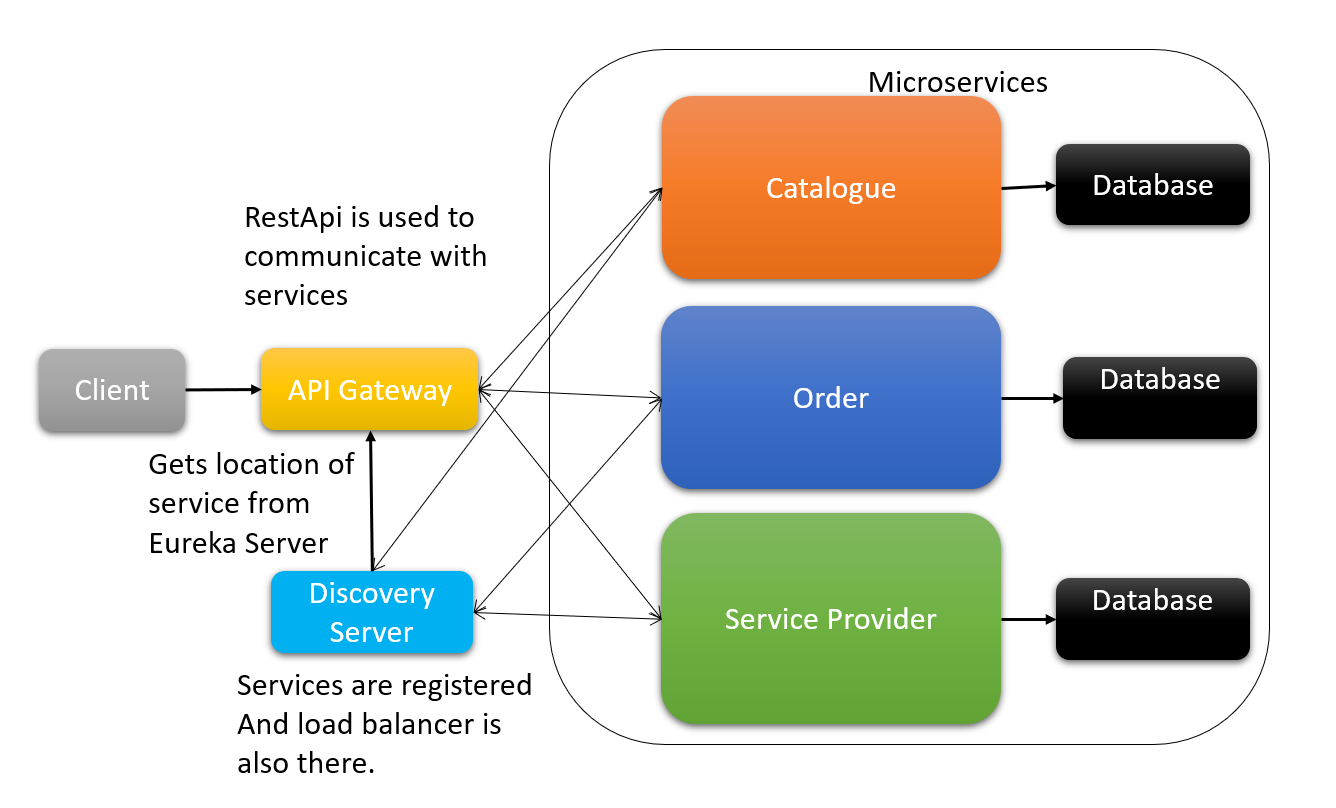 Microservices
Catalogue
Database
RestApi is used to
communicate with
services
Client
API Gateway
Order
Database
Gets location of
service from
Eureka Server
Discovery
Server
Service Provider
Database
Services are registered
And load balancer is
also there.